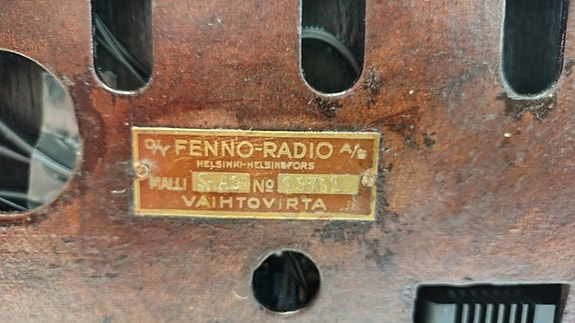 O/Y FENNO-RADIO A/B
HELSINKI-HELSINGFORS
MALLI No
VAIHTOVIRTA